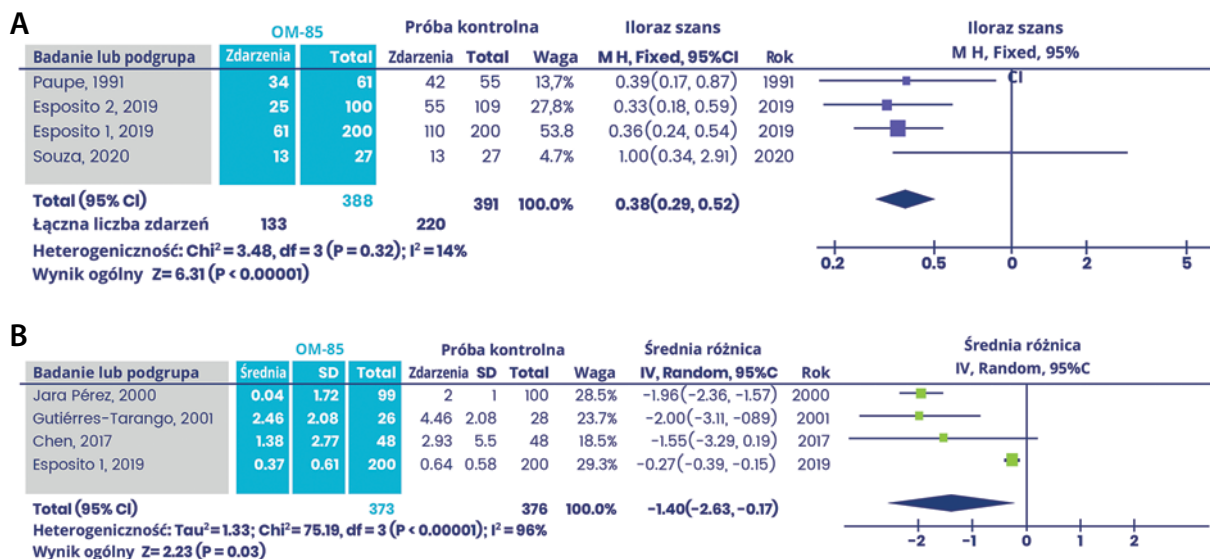 A
OM-85 Próba kontrolna Iloraz szans Iloraz szans
Badanie lub podgrupa Zdarzenia Total Zdarzenia Total Waga M H, Fixed, 95%CI Rok M H, Fixed, 95% CI
Paupe, 1991 34 61 42 55 13,7% 0.39(0.17, 0.87) 1991
Esposito 2, 2019 25 100 55 109 27,8% 0.33(0.18, 0.59) 2019
Esposito 1, 2019 61 200 110 200 53.8 0.36(0.24, 0.54) 2019
Souza, 2020 13 27 13 27 4.7% 1.00(0.34, 2.91) 2020
Total (95% CI) 388 391 100.0% 0.38(0.29, 0.52)
Łączna liczba zdarzeń 133 220
Heterogeniczność: Chi² = 3.48, df = 3 (P = 0.32); I² = 14%
Wynik ogólny Z= 6.31 (P < 0.00001)
0.2 0.5 0 2 5
B
OM-85 Próba kontrolna Średnia różnica Średnia różnica
Badanie lub podgrupa Średnia SD Total Zdarzenia SD Total Waga IV, Random, 95%C Rok IV, Random, 95%C
Jara Pérez, 2000 0.04 1.72 99 2 1 100 28.5% -1.96(-2.36, -1.57) 2000
Gutiérres-Tarango, 2001 2.46 2.08 26 4.46 2.08 28 23.7% -2.00(-3.11, -089) 2001
Chen, 2017 1.38 2.77 48 2.93 5.5 48 18.5% -1.55(-3.29, 0.19) 2017
Esposito 1, 2019 0.37 0.61 200 0.64 0.58 200 29.3% -0.27(-0.39, -0.15) 2019
Total (95% CI) 373 376 100.0% -1.40(-2.63, -0.17)
Heterogeniczność: Tau² = 1.33; Chi² = 75.19, df = 3 (P < 0.00001); I² = 96%
Wynik ogólny Z= 2.23 (P = 0.03)
-2 -1 0 1 2